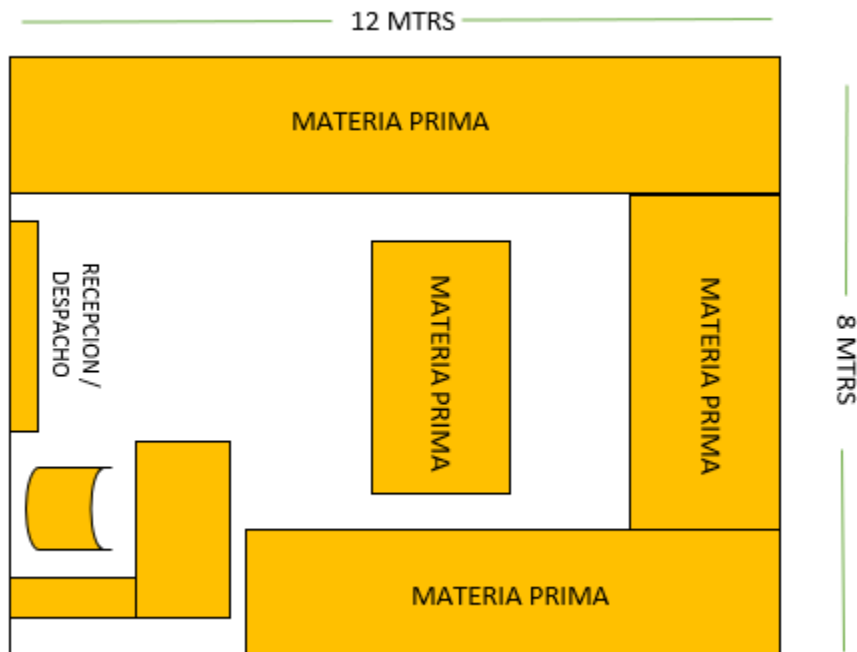 12 MTRS
MATERIA PRIMA
RECEPCION /
DESPACHO
MATERIA PRIMA
MATERIA PRIMA
8 MTRS
MATERIA PRIMA